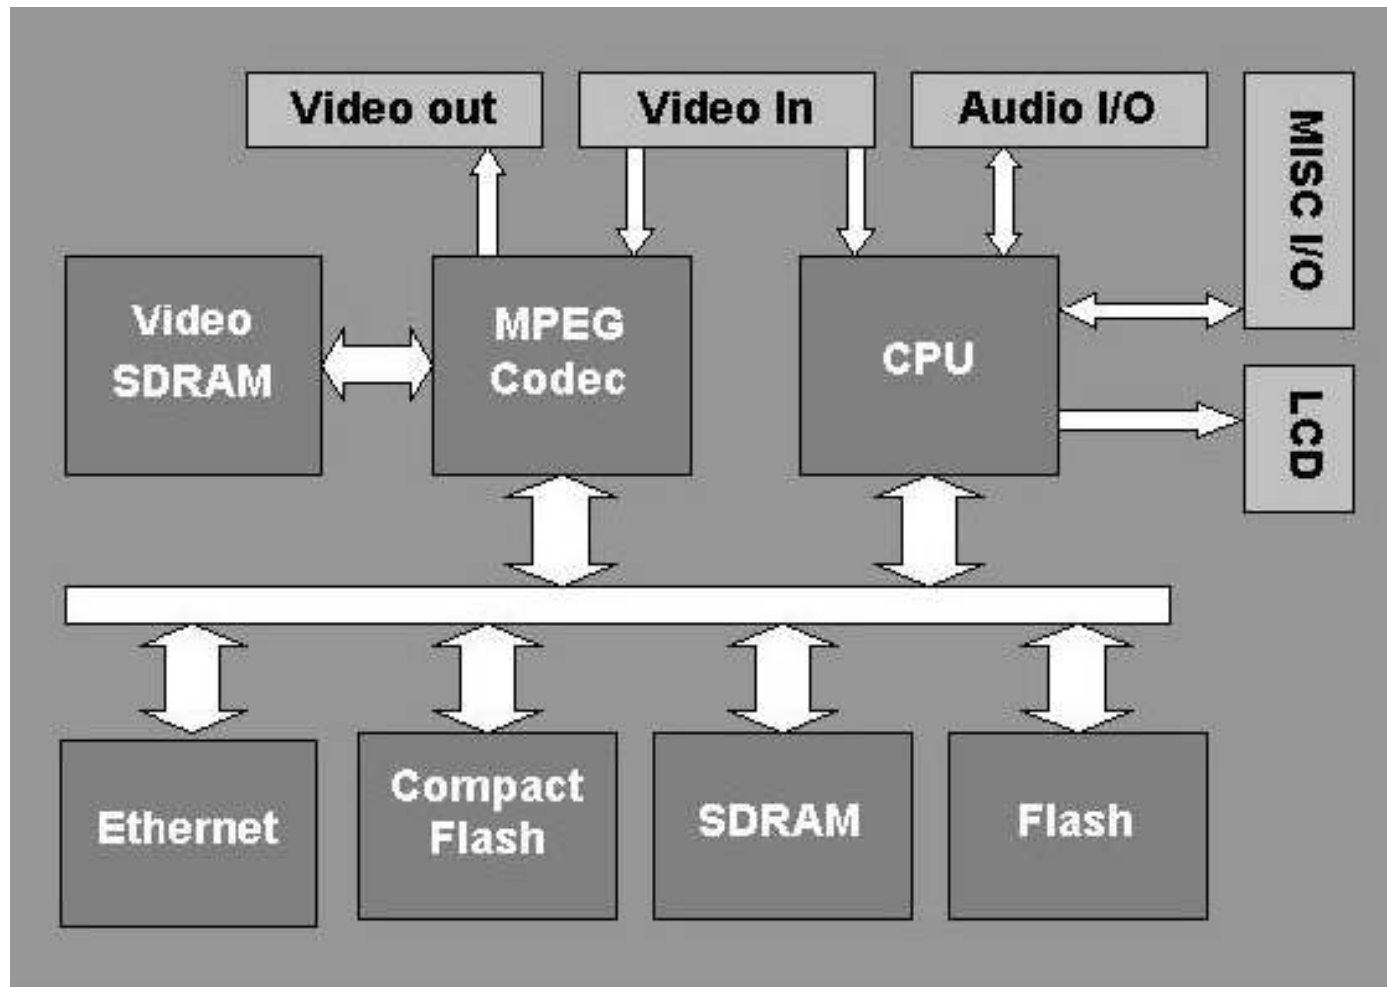 Video out
Video In
Audio I/O
MISC I/O
Video
SDRAM
MPEG
Codec
CPU
LCD
Ethernet
Compact
Flash
SDRAM
Flash